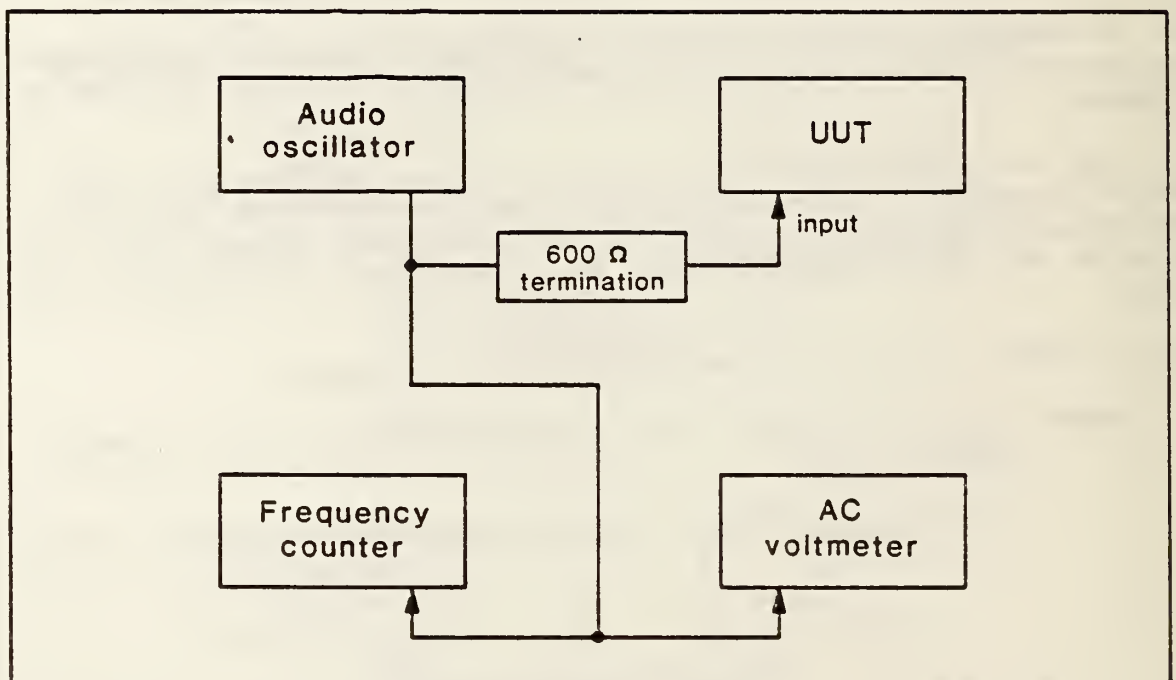 Audio
oscillator
UUT
input
600 Ω
termination
Frequency
counter
AC
voltmeter